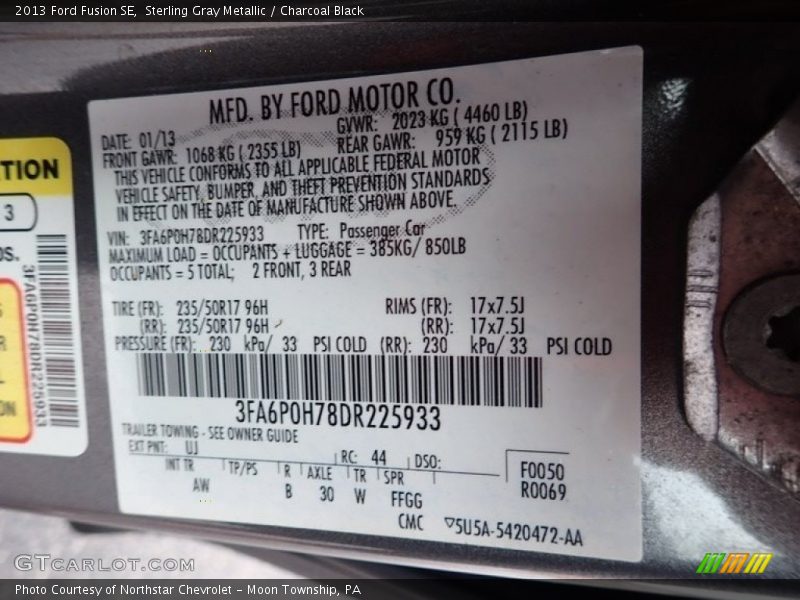 2013 Ford Fusion SE, Sterling Gray Metallic / Charcoal Black
MFD. BY FORD MOTOR CO.
DATE: 01/13 GVWR: 2023 KG ( 4460 LB)
FRONT GAWR: 1068 KG ( 2355 LB) REAR GAWR: 959 KG ( 2115 LB)
THIS VEHICLE CONFORMS TO ALL APPLICABLE FEDERAL MOTOR
VEHICLE SAFETY, BUMPER, AND THEFT PREVENTION STANDARDS
IN EFFECT ON THE DATE OF MANUFACTURE SHOWN ABOVE.
VIN: 3FA6P0H78DR225933 TYPE: Passenger Car
MAXIMUM LOAD = OCCUPANTS + LUGGAGE = 385KG/ 850LB
OCCUPANTS = 5 TOTAL; 2 FRONT, 3 REAR
TIRE (FR): 235/50R17 96H RIMS (FR): 17x7.5J
(RR): 235/50R17 96H (RR): 17x7.5J
PRESSURE (FR): 230 kPa/ 33 PSI COLD (RR): 230 kPa/ 33 PSI COLD
3FA6P0H78DR225933
TRAILER TOWING - SEE OWNER GUIDE
EXT PNT: UJ RC: 44 DSO: F0050
INT TR TP/PS R AXLE TR SPR R0069
AW B 30 W FFGG
CMC ▽5U5A-5420472-AA
TION
3
DS.
3FA6P0H78DR225933
ON
GTCARLOT.COM
Photo Courtesy of Northstar Chevrolet - Moon Township, PA